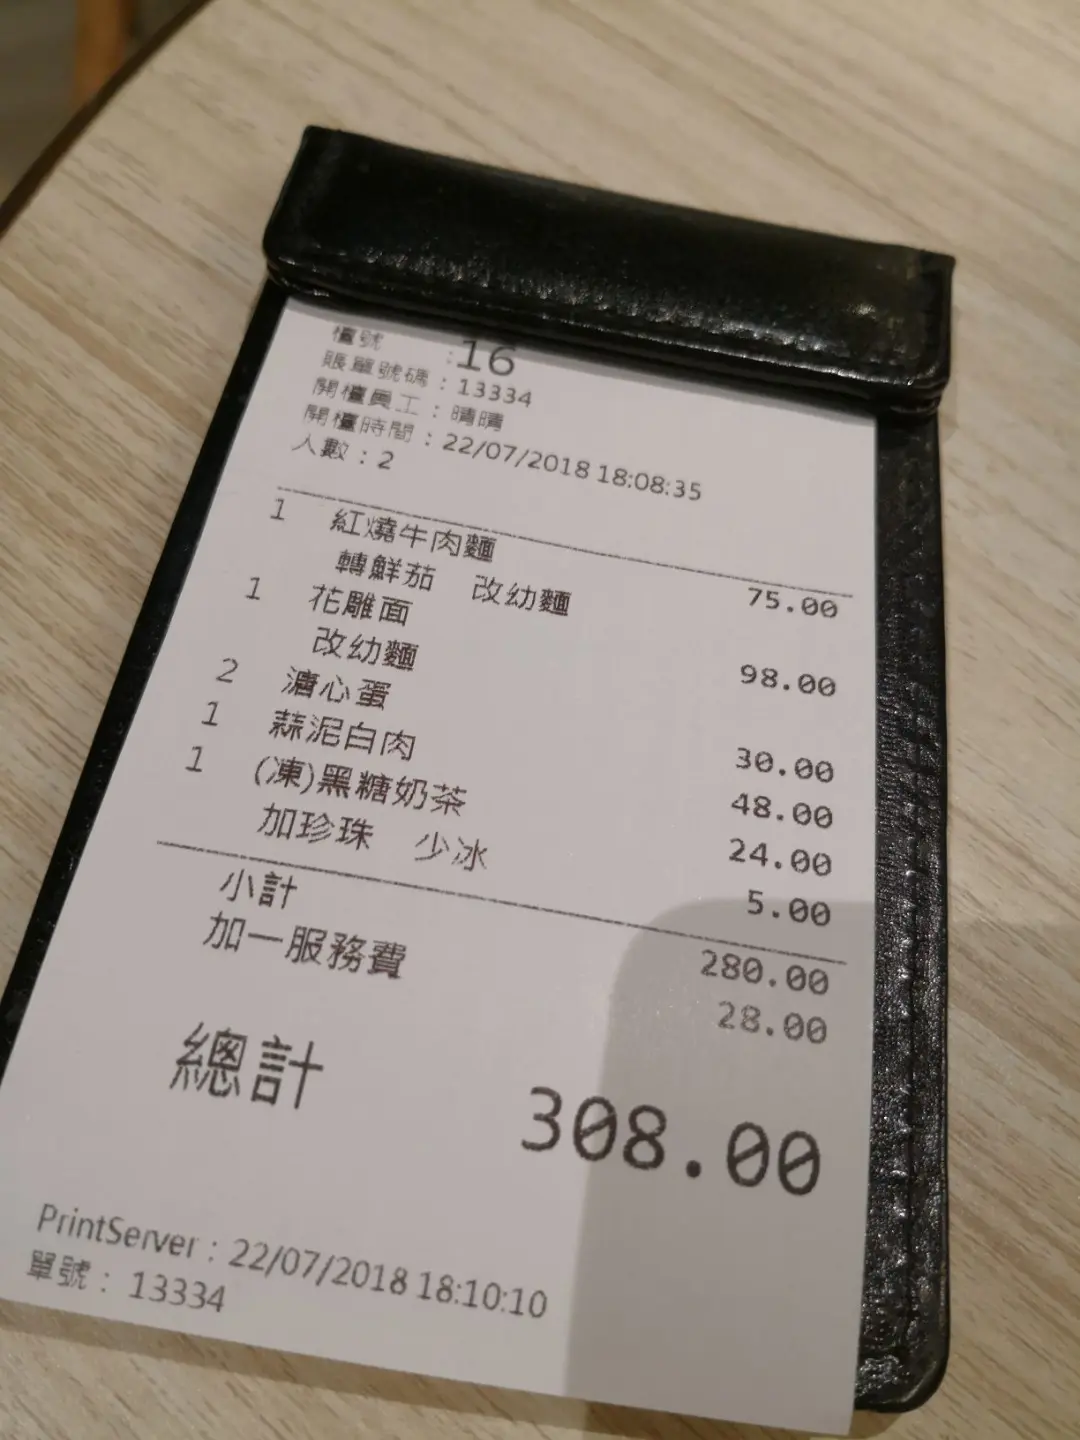 檯號 :16
賬單號碼 : 13334
開檯員工 : 晴晴
開檯時間 : 22/07/2018 18:08:35
人數 : 2
1 紅燒牛肉麵
轉鮮茄 改幼麵 75.00
1 花雕面
改幼麵 98.00
2 溏心蛋 30.00
1 蒜泥白肉 48.00
1 (凍)黑糖奶茶 24.00
加珍珠 少冰 5.00
小計 280.00
加一服務費 28.00
總計 308.00
PrintServer : 22/07/2018 18:10:10
單號 : 13334